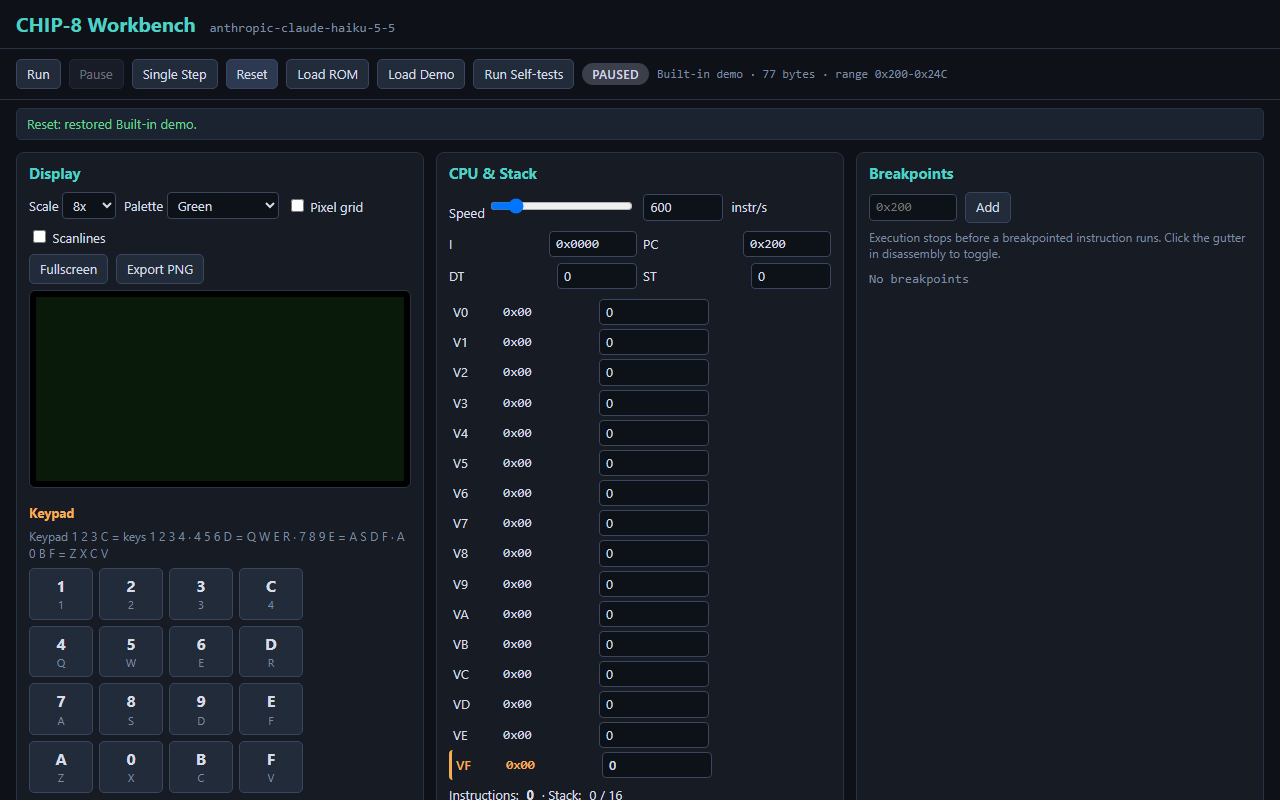 CHIP-8 Workbench anthropic-claude-haiku-5-5
Run Pause Single Step Reset Load ROM Load Demo Run Self-tests PAUSED Built-in demo · 77 bytes · range 0x200-0x24C
Reset: restored Built-in demo.
Display
Scale 8x Palette Green Pixel grid
Scanlines
Fullscreen Export PNG
Keypad
Keypad 1 2 3 C = keys 1 2 3 4 · 4 5 6 D = Q W E R · 7 8 9 E = A S D F · A
0 B F = Z X C V
1 2 3 C
1 2 3 4
4 5 6 D
Q W E R
7 8 9 E
A S D F
A 0 B F
Z X C V
CPU & Stack
Speed 600 instr/s
I 0x0000 PC 0x200
DT 0 ST 0
V0 0x00 0
V1 0x00 0
V2 0x00 0
V3 0x00 0
V4 0x00 0
V5 0x00 0
V6 0x00 0
V7 0x00 0
V8 0x00 0
V9 0x00 0
VA 0x00 0
VB 0x00 0
VC 0x00 0
VD 0x00 0
VE 0x00 0
VF 0x00 0
Instructions: 0 · Stack: 0 / 16
Breakpoints
0x200 Add
Execution stops before a breakpointed instruction runs. Click the gutter
in disassembly to toggle.
No breakpoints